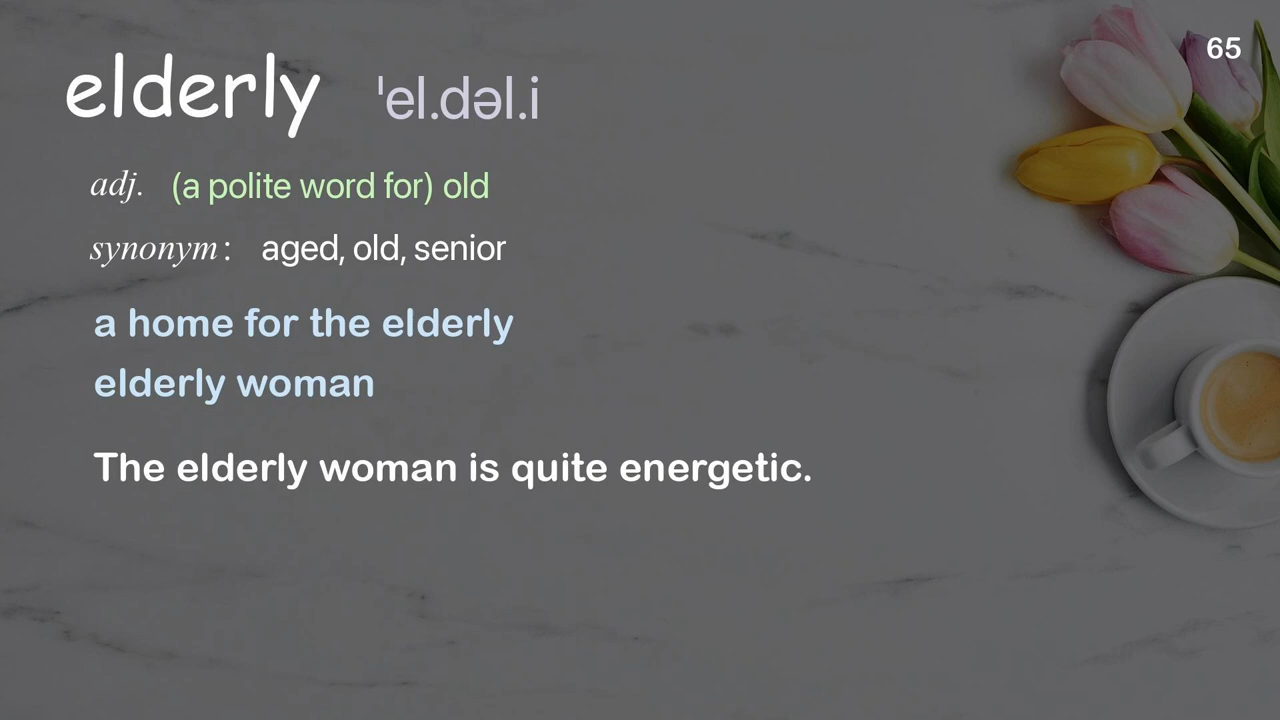 65
elderly ˈel.dəl.i
adj. (a polite word for) old
synonym: aged, old, senior
a home for the elderly
elderly woman
The elderly woman is quite energetic.